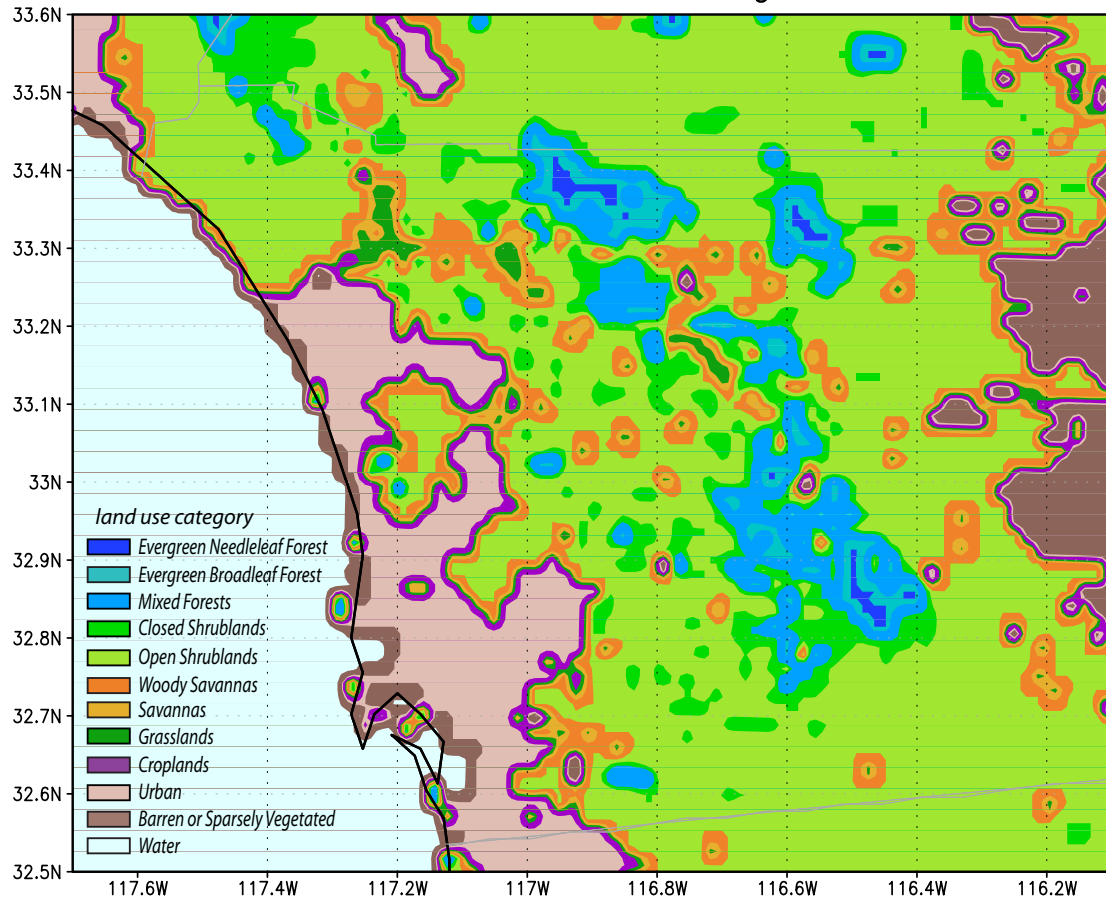 33.6N
33.5N
33.4N
33.3N
33.2N
33.1N
33N
32.9N
32.8N
32.7N
32.6N
32.5N
land use category
Evergreen Needleleaf Forest
Evergreen Broadleaf Forest
Mixed Forests
Closed Shrublands
Open Shrublands
Woody Savannas
Savannas
Grasslands
Croplands
Urban
Barren or Sparsely Vegetated
Water
117.6W 117.4W 117.2W 117W 116.8W 116.6W 116.4W 116.2W